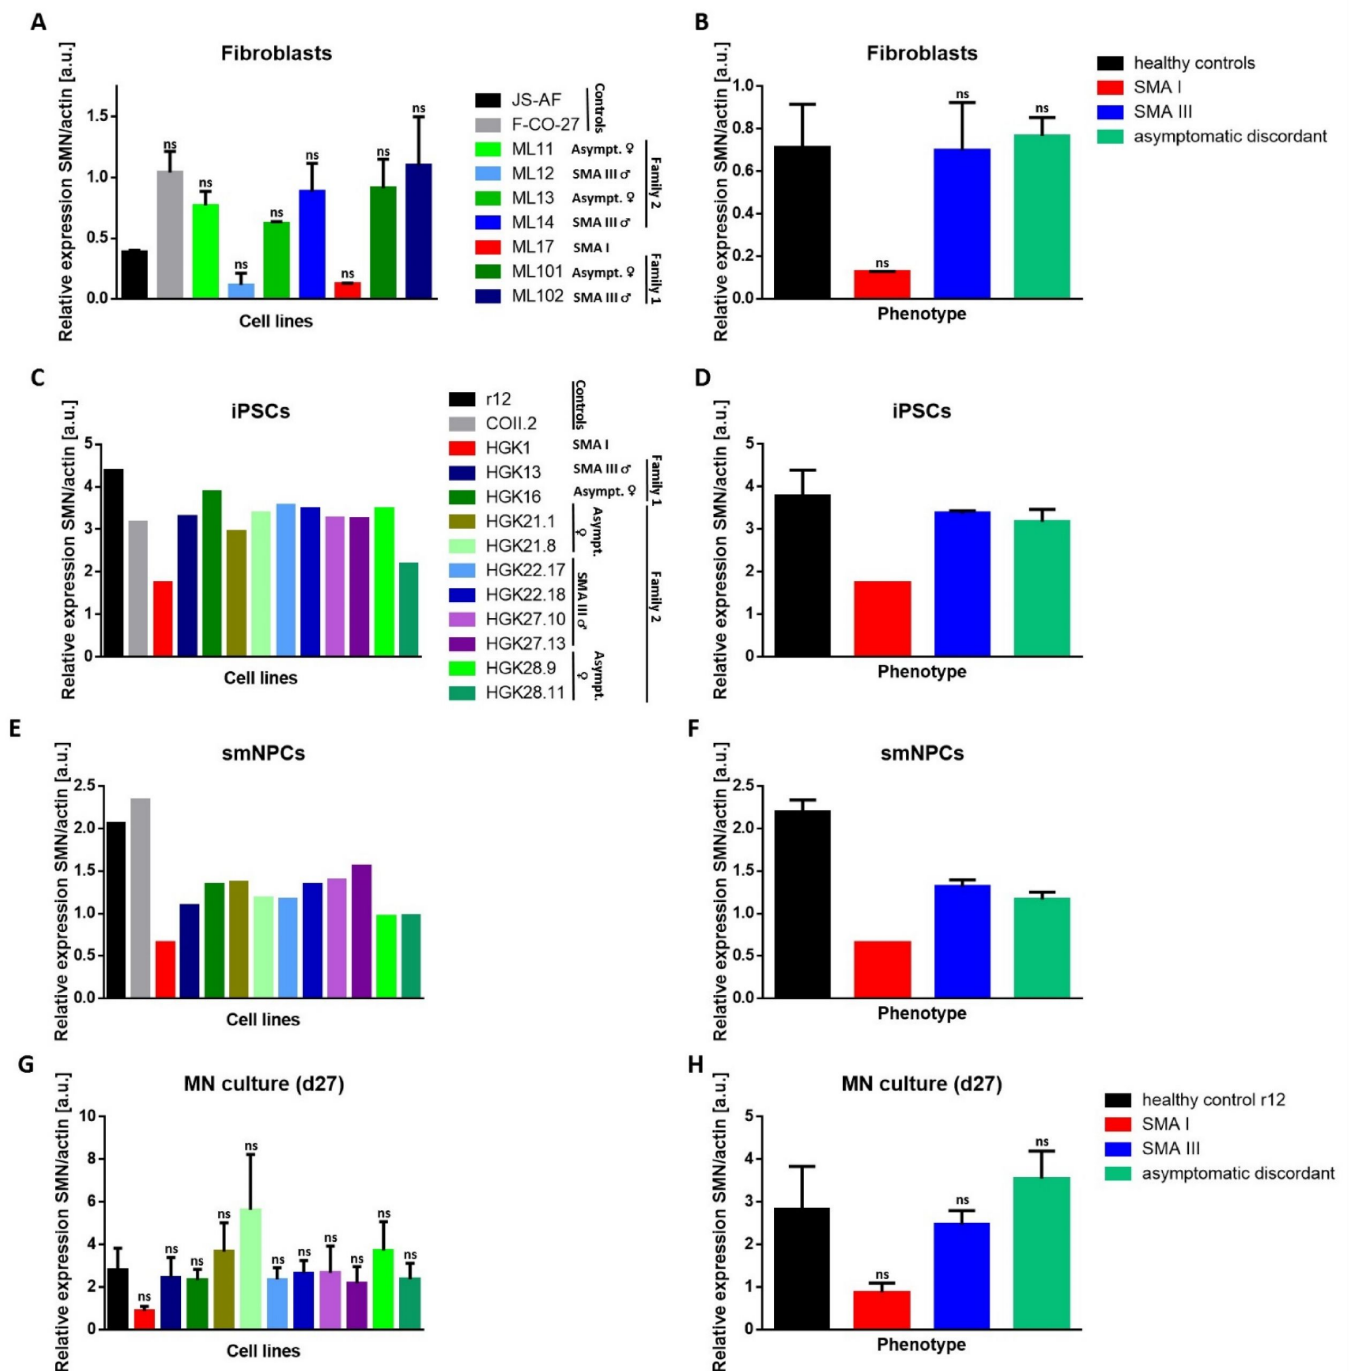 A
Fibroblasts
Relative expression SMN/actin [a.u.]
1.5
1.0
0.5
0.0
ns
ns
ns
ns
ns
ns
ns
ns
Cell lines
JS-AF
F-CO-27
Controls
ML11 Asympt. ♀
ML12 SMA III ♂
ML13 Asympt. ♀
ML14 SMA III ♂
Family 2
ML17 SMA I
ML101 Asympt. ♀
ML102 SMA III ♂
Family 1
B
Fibroblasts
Relative expression SMN/actin [a.u.]
1.0
0.8
0.6
0.4
0.2
0.0
ns
ns
ns
Phenotype
healthy controls
SMA I
SMA III
asymptomatic discordant
C
iPSCs
Relative expression SMN/actin [a.u.]
5
4
3
2
1
0
Cell lines
r12
COII.2
Controls
HGK1 SMA I
HGK13 SMA III ♂
HGK16 Asympt. ♀
Family 1
HGK21.1
HGK21.8
Asympt. ♀
HGK22.17
HGK22.18
HGK27.10
HGK27.13
SMA III ♂
HGK28.9
HGK28.11
Asympt. ♀
Family 2
D
iPSCs
Relative expression SMN/actin [a.u.]
5
4
3
2
1
0
Phenotype
E
smNPCs
Relative expression SMN/actin [a.u.]
2.5
2.0
1.5
1.0
0.5
0.0
Cell lines
F
smNPCs
Relative expression SMN/actin [a.u.]
2.5
2.0
1.5
1.0
0.5
0.0
Phenotype
G
MN culture (d27)
Relative expression SMN/actin [a.u.]
10
8
6
4
2
0
ns
ns
ns
ns
ns
ns
ns
ns
ns
ns
ns
Cell lines
H
MN culture (d27)
Relative expression SMN/actin [a.u.]
5
4
3
2
1
0
ns
ns
ns
Phenotype
healthy control r12
SMA I
SMA III
asymptomatic discordant